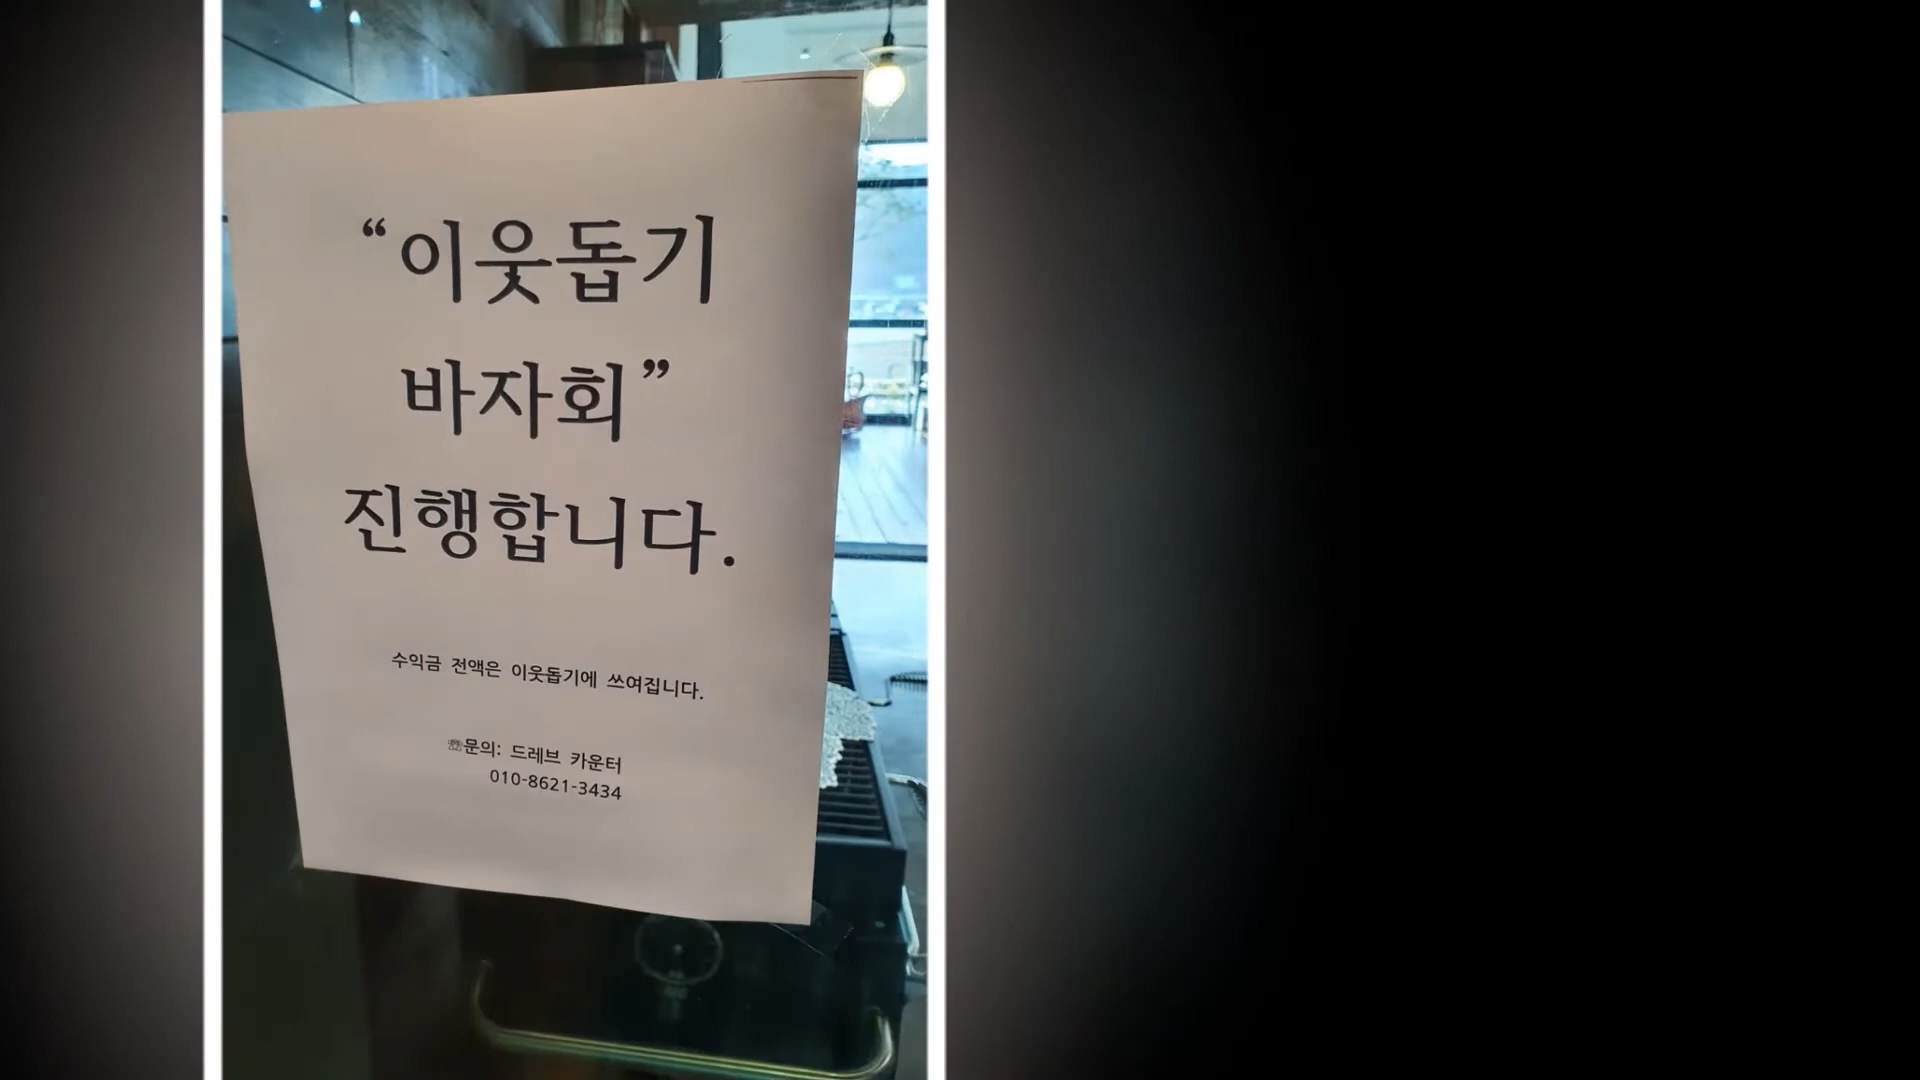 “이웃돕기
바자회”
진행합니다.
수익금 전액은 이웃돕기에 쓰여집니다.
☏문의: 드레브 카운터
010-8621-3434